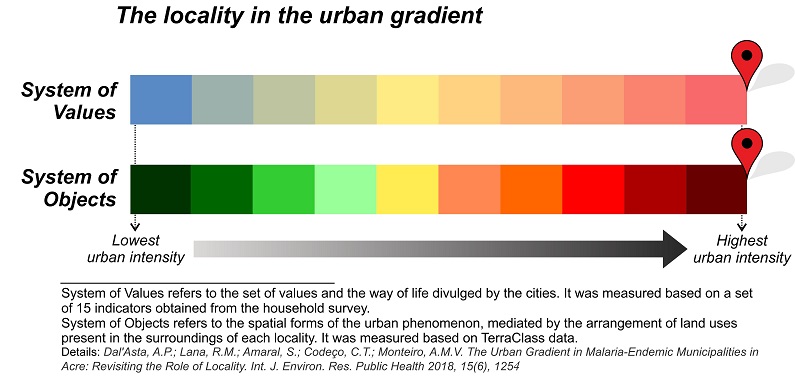 The locality in the urban gradient
System of
Values
System of
Objects
Lowest
urban intensity
Highest
urban intensity
System of Values refers to the set of values and the way of life divulged by the cities. It was measured based on a set
of 15 indicators obtained from the household survey.
System of Objects refers to the spatial forms of the urban phenomenon, mediated by the arrangement of land uses
present in the surroundings of each locality. It was measured based on TerraClass data.
Details: Dal'Asta, A.P.; Lana, R.M.; Amaral, S.; Codeço, C.T.; Monteiro, A.M.V. The Urban Gradient in Malaria-Endemic Municipalities in
Acre: Revisiting the Role of Locality. Int. J. Environ. Res. Public Health 2018, 15(6), 1254